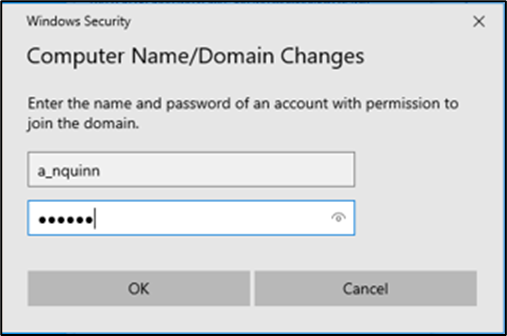 Windows Security
Computer Name/Domain Changes
Enter the name and password of an account with permission to
join the domain.
a_nquinn
••••••
OK
Cancel